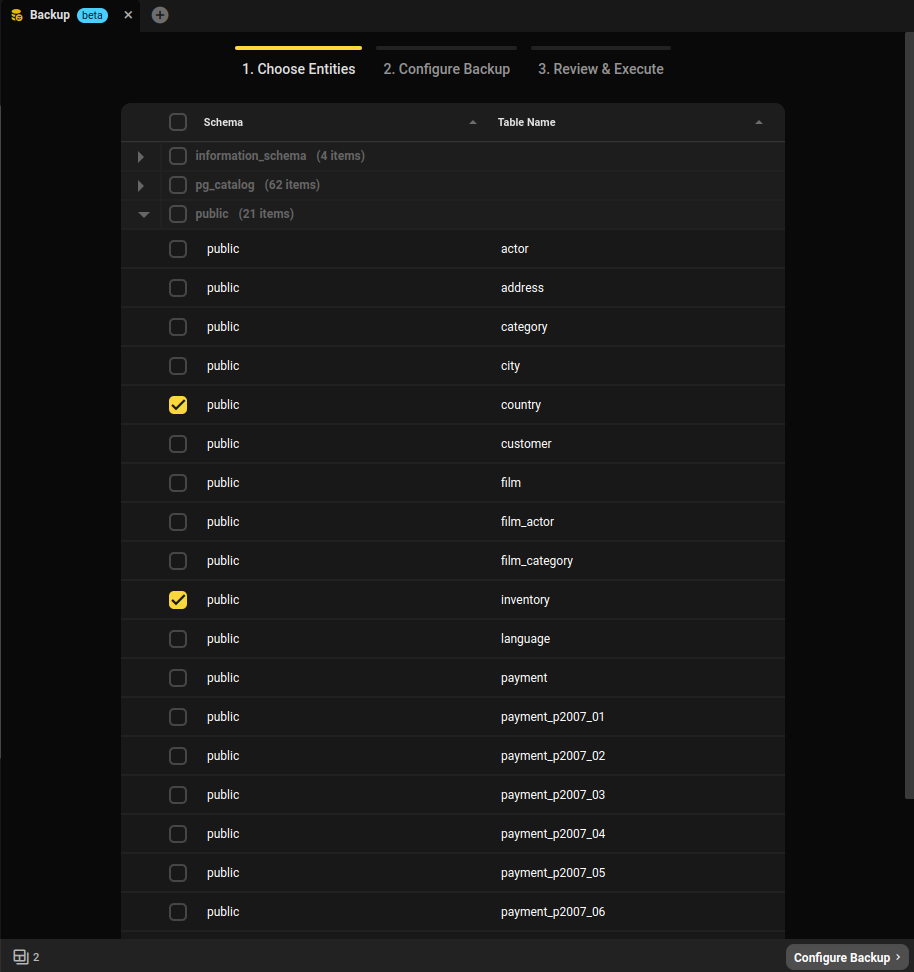 Backup beta
1. Choose Entities 2. Configure Backup 3. Review & Execute
Schema Table Name
information_schema (4 items)
pg_catalog (62 items)
public (21 items)
public actor
public address
public category
public city
public country
public customer
public film
public film_actor
public film_category
public inventory
public language
public payment
public payment_p2007_01
public payment_p2007_02
public payment_p2007_03
public payment_p2007_04
public payment_p2007_05
public payment_p2007_06
2 Configure Backup